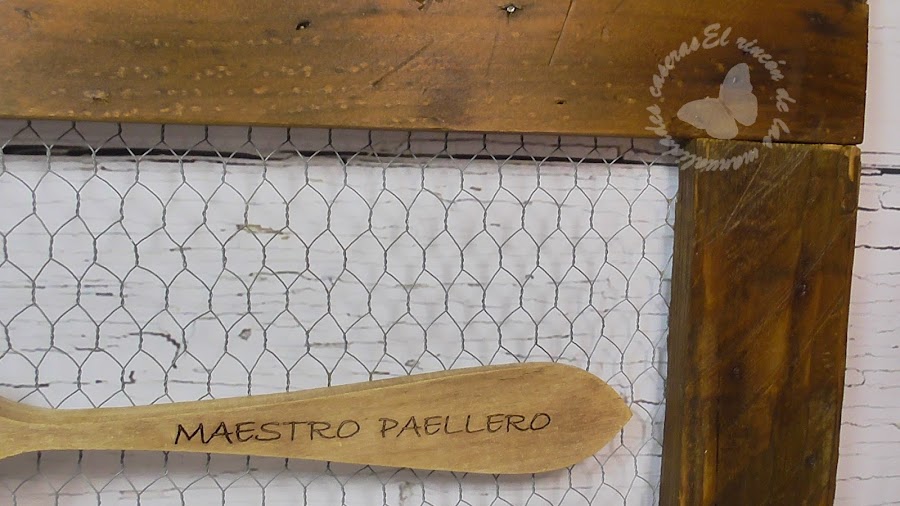 El rincón de las manualidades caseras
MAESTRO PAELLERO